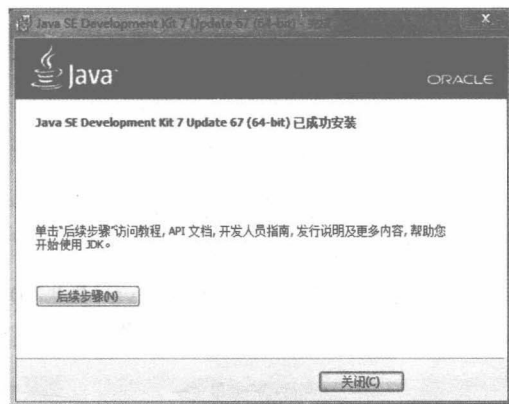 Java SE Development Kit 7 Update 67 (64-bit) - 完成
Java
ORACLE
Java SE Development Kit 7 Update 67 (64-bit) 已成功安装
单击"后续步骤"访问教程, API 文档, 开发人员指南, 发行说明及更多内容, 帮助您
开始使用 JDK。
后续步骤(N)
关闭(C)